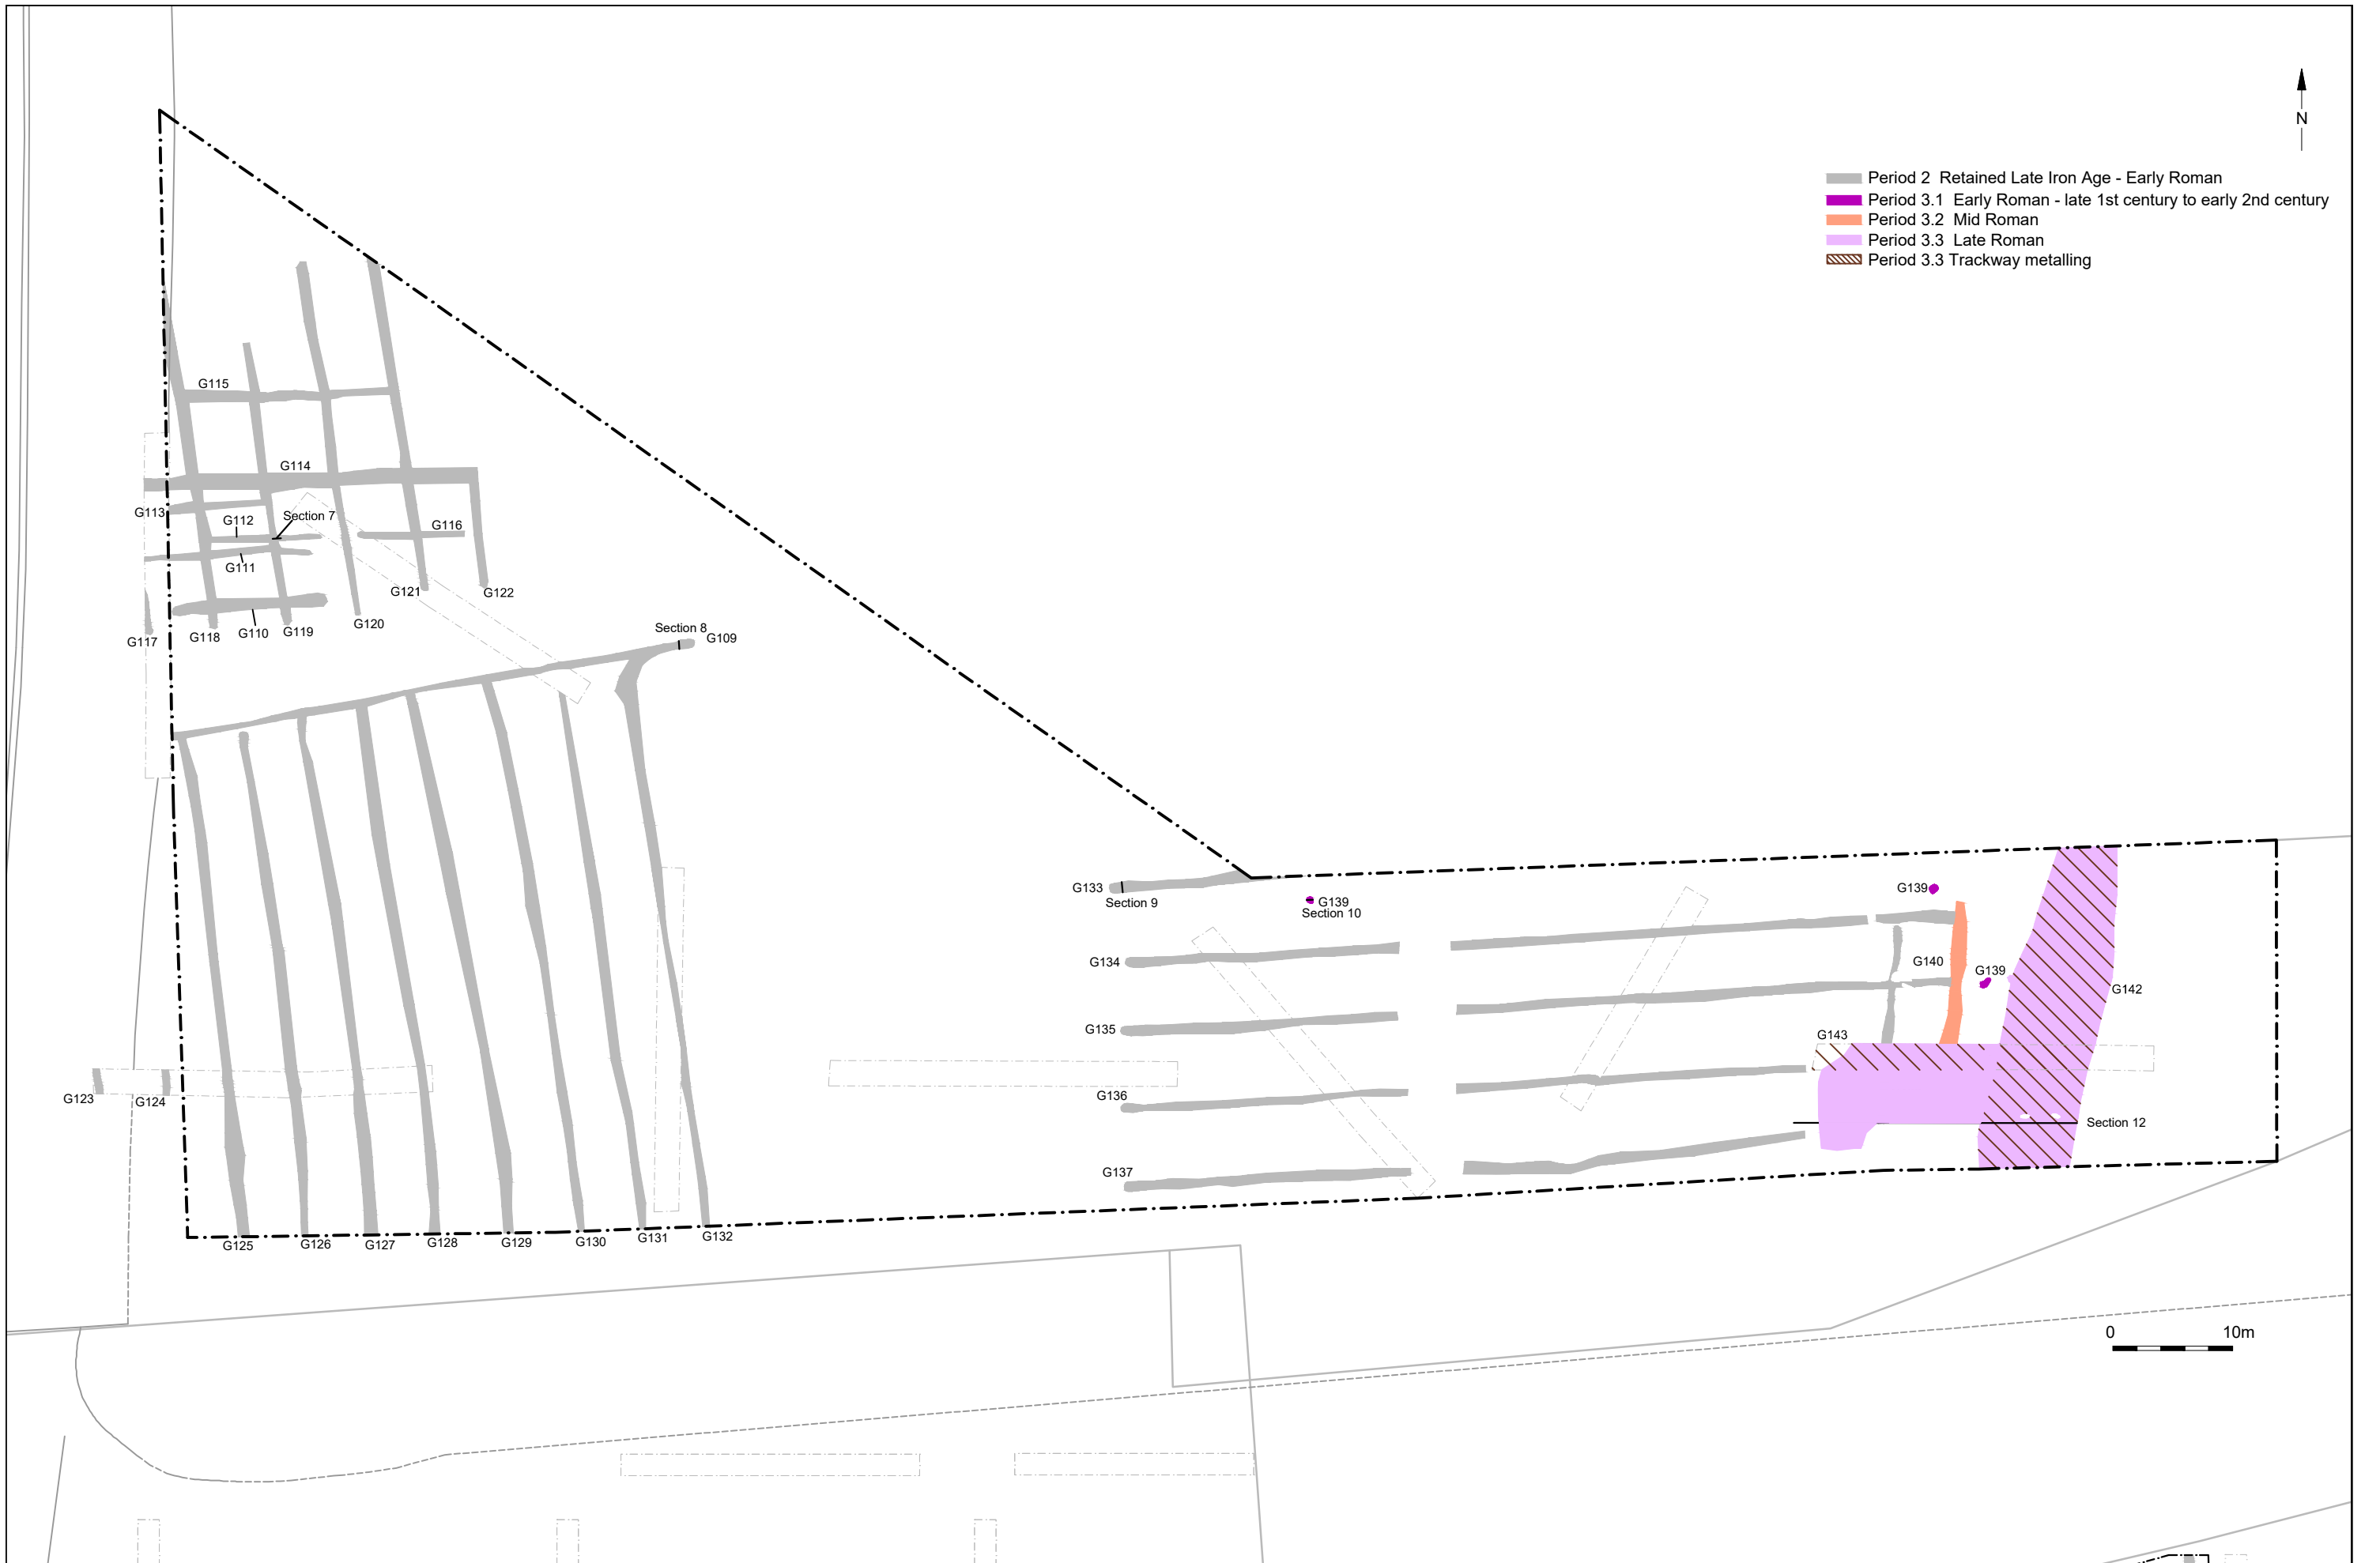 N
Period 2 Retained Late Iron Age - Early Roman
Period 3.1 Early Roman - late 1st century to early 2nd century
Period 3.2 Mid Roman
Period 3.3 Late Roman
Period 3.3 Trackway metalling
G115
G114
G113
G112
Section 7
G116
G111
G121
G122
G117
G118
G110
G119
G120
Section 8
G109
G133
Section 9
G139
Section 10
G139
G134
G140
G139
G142
G135
G143
G123
G124
G136
Section 12
G137
G125
G126
G127
G128
G129
G130
G131
G132
0
10m